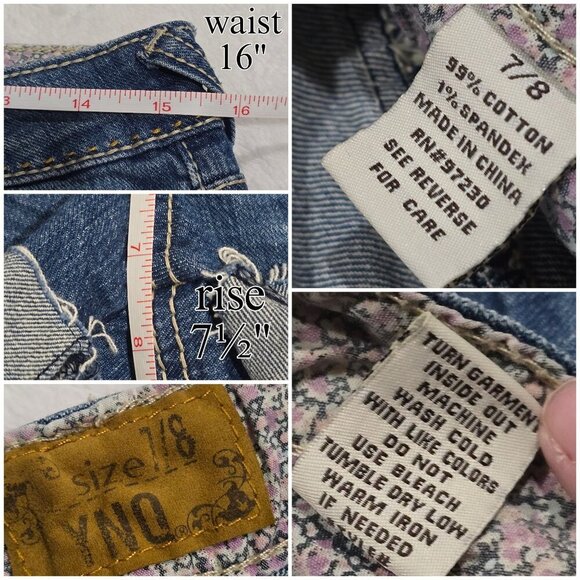 waist
16"
13 14 15 16
7/8
99% COTTON
1% SPANDEX
MADE IN CHINA
RN#97230
SEE REVERSE
FOR CARE
7
8
rise
7½"
size 7/8
YNQ.
TURN GARMENT
INSIDE OUT
MACHINE
WASH COLD
WITH LIKE COLORS
DO NOT
USE BLEACH
TUMBLE DRY LOW
WARM IRON
IF NEEDED